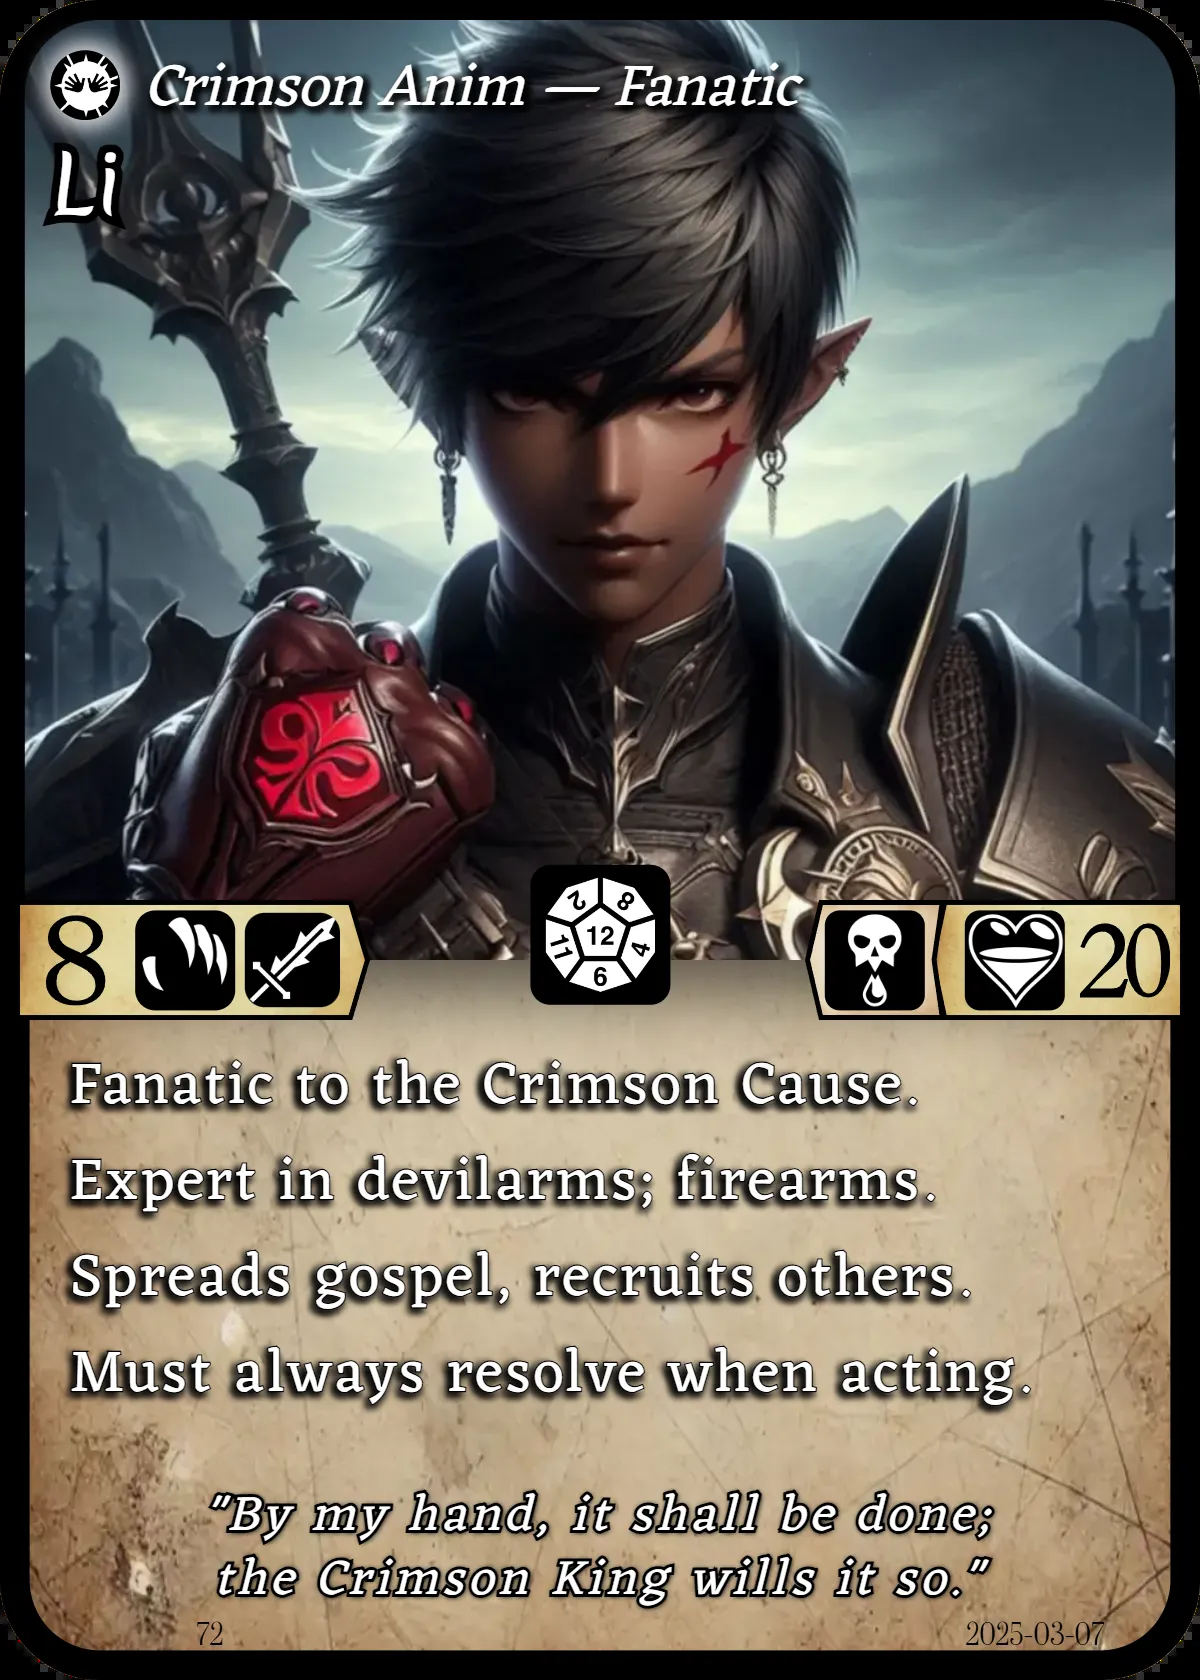 Crimson Anim — Fanatic
Li
8
2 8
11 12 4
6
20
Fanatic to the Crimson Cause.
Expert in devilarms; firearms.
Spreads gospel, recruits others.
Must always resolve when acting.
"By my hand, it shall be done;
the Crimson King wills it so."
72 2025-03-07